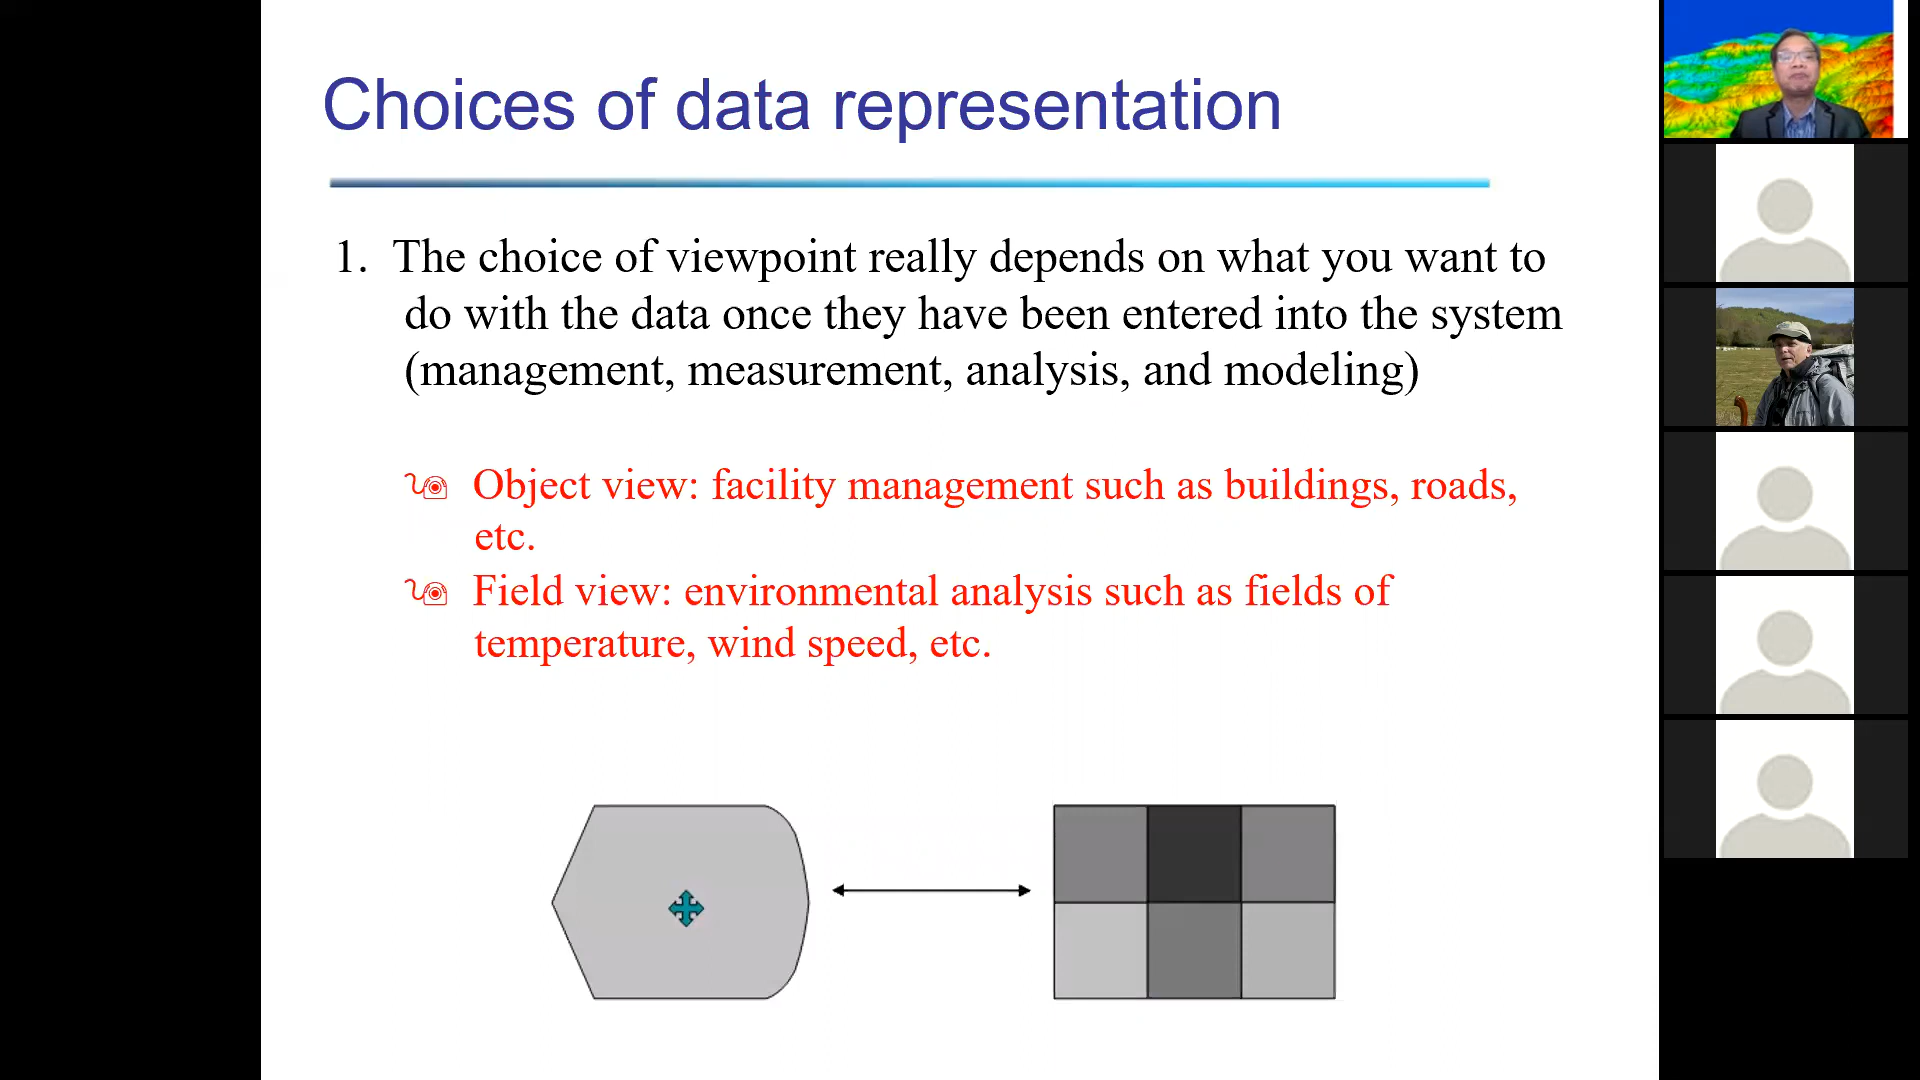 Choices of data representation
1. The choice of viewpoint really depends on what you want to
do with the data once they have been entered into the system
(management, measurement, analysis, and modeling)
Object view: facility management such as buildings, roads,
etc.
Field view: environmental analysis such as fields of
temperature, wind speed, etc.